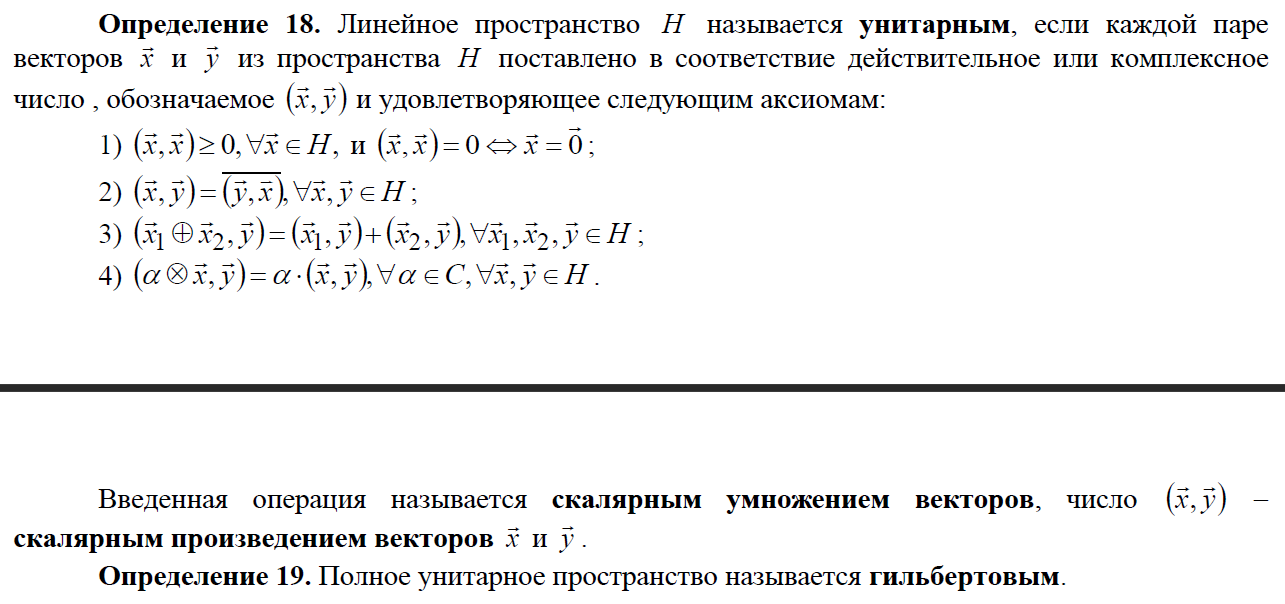 Определение 18. Линейное пространство H называется унитарным, если каждой паре
векторов x⃗ и y⃗ из пространства H поставлено в соответствие действительное или комплексное
число , обозначаемое (x⃗, y⃗) и удовлетворяющее следующим аксиомам:
1) (x⃗, x⃗) ≥ 0, ∀x⃗ ∈ H, и (x⃗, x⃗) = 0 ⇔ x⃗ = 0⃗ ;
2) (x⃗, y⃗) = \overline{(y⃗, x⃗)}, ∀x⃗, y⃗ ∈ H ;
3) (x⃗₁ ⊕ x⃗₂, y⃗) = (x⃗₁, y⃗) + (x⃗₂, y⃗), ∀x⃗₁, x⃗₂, y⃗ ∈ H ;
4) (α ⊗ x⃗, y⃗) = α · (x⃗, y⃗), ∀α ∈ C, ∀x⃗, y⃗ ∈ H .
Введенная операция называется скалярным умножением векторов, число (x⃗, y⃗) –
скалярным произведением векторов x⃗ и y⃗ .
Определение 19. Полное унитарное пространство называется гильбертовым.